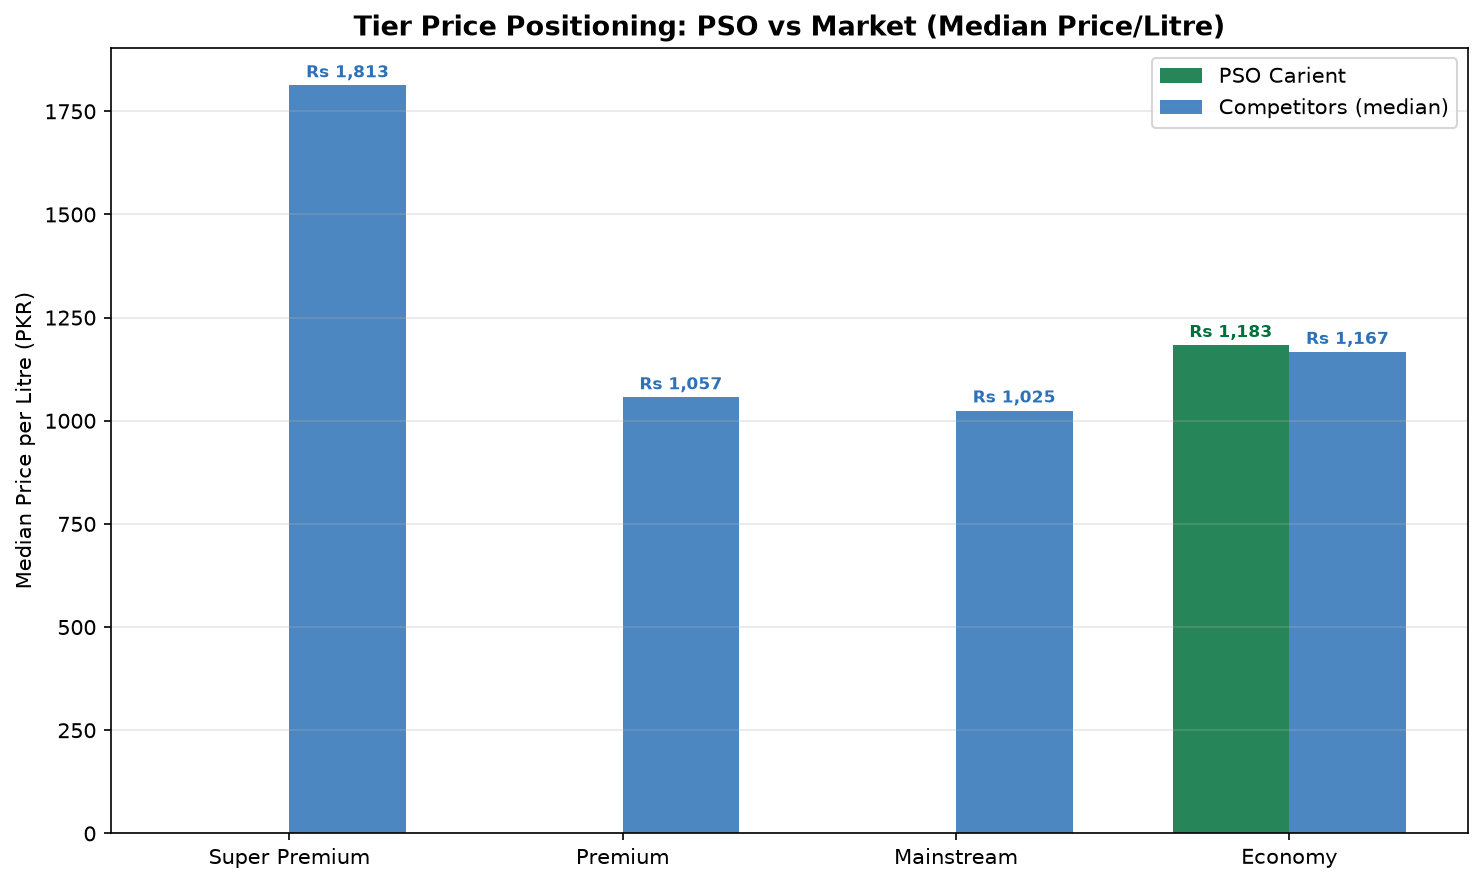 Tier Price Positioning: PSO vs Market (Median Price/Litre)
PSO Carient
Competitors (median)
Median Price per Litre (PKR)
1750
1500
1250
1000
750
500
250
0
Rs 1,813
Rs 1,057
Rs 1,025
Rs 1,183
Rs 1,167
Super Premium
Premium
Mainstream
Economy